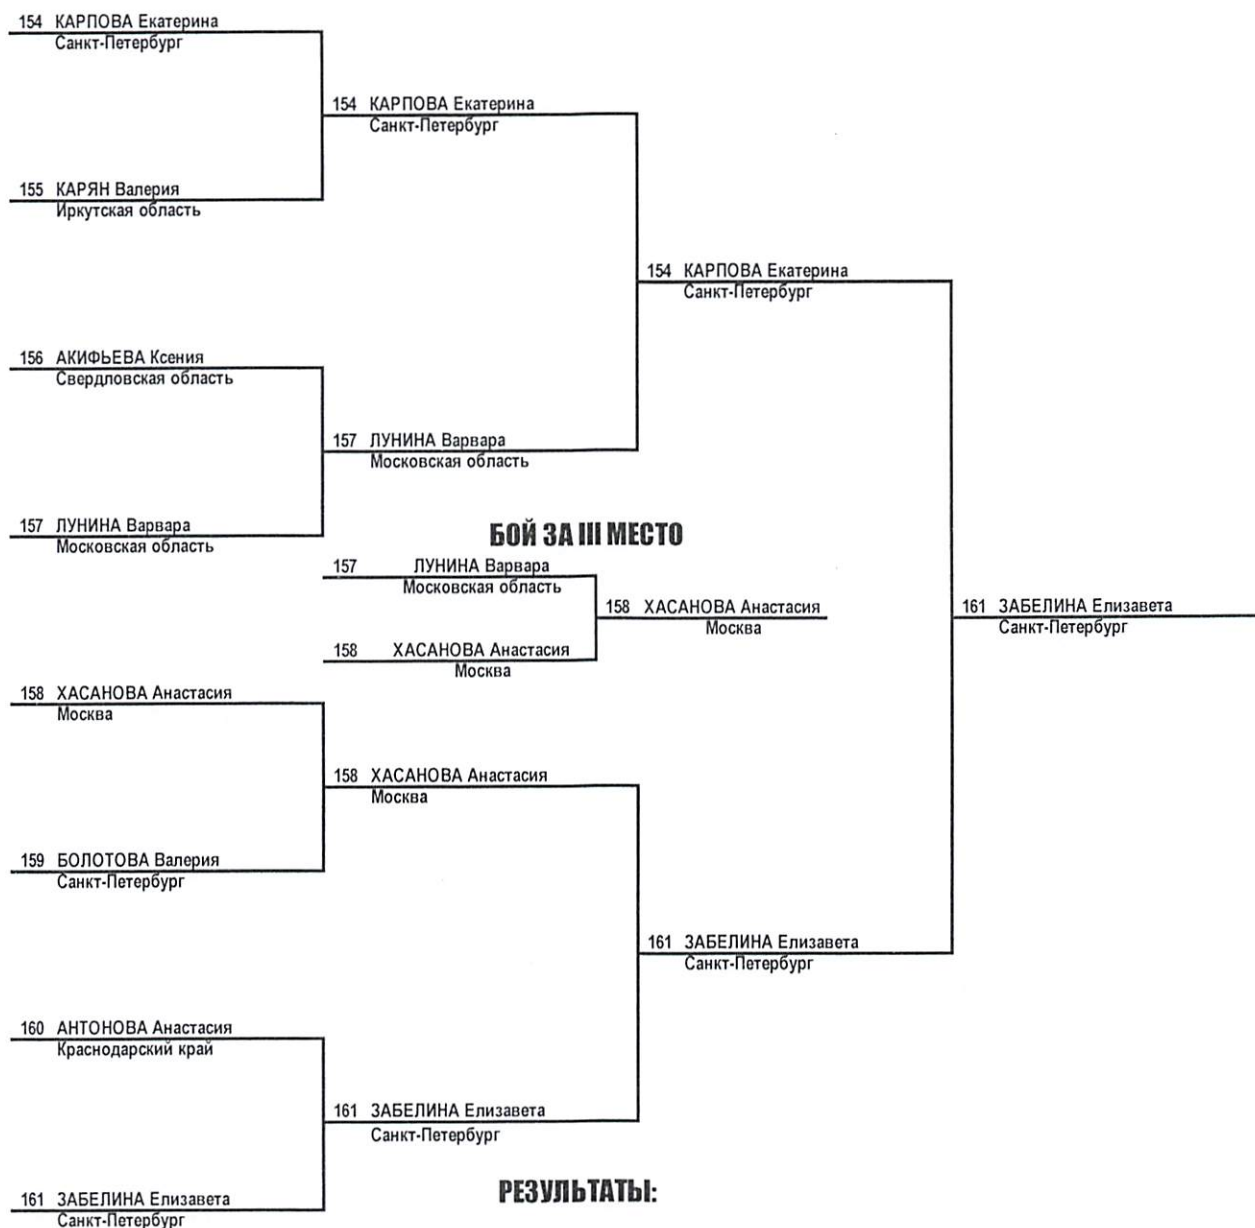 154 КАРПОВА Екатерина
Санкт-Петербург
154 КАРПОВА Екатерина
Санкт-Петербург
155 КАРЯН Валерия
Иркутская область
154 КАРПОВА Екатерина
Санкт-Петербург
156 АКИФЬЕВА Ксения
Свердловская область
157 ЛУНИНА Варвара
Московская область
157 ЛУНИНА Варвара
Московская область
БОЙ ЗА III МЕСТО
157 ЛУНИНА Варвара
Московская область
158 ХАСАНОВА Анастасия
Москва
161 ЗАБЕЛИНА Елизавета
Санкт-Петербург
158 ХАСАНОВА Анастасия
Москва
158 ХАСАНОВА Анастасия
Москва
158 ХАСАНОВА Анастасия
Москва
159 БОЛОТОВА Валерия
Санкт-Петербург
161 ЗАБЕЛИНА Елизавета
Санкт-Петербург
160 АНТОНОВА Анастасия
Краснодарский край
161 ЗАБЕЛИНА Елизавета
Санкт-Петербург
РЕЗУЛЬТАТЫ:
161 ЗАБЕЛИНА Елизавета
Санкт-Петербург